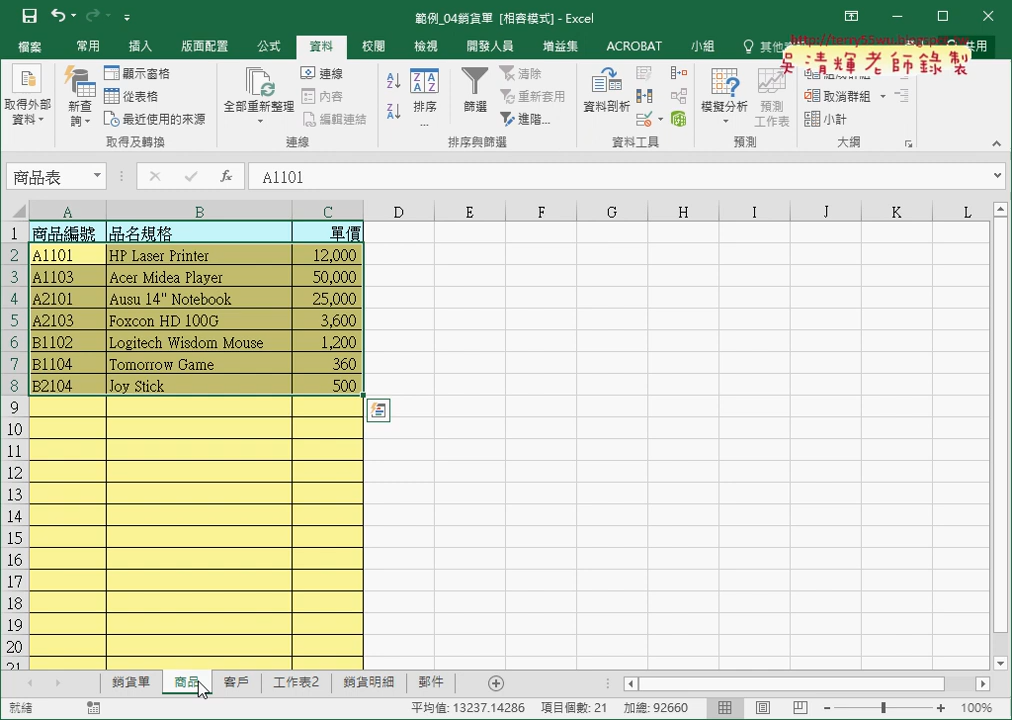 範例_04銷貨單 [相容模式] - Excel
檔案 常用 插入 版面配置 公式 資料 校閱 檢視 開發人員 增益集 ACROBAT 小組 其他 共用
http://terry55wu.blogspot.tw
吳清輝老師錄製
取得外部資料 新查詢 顯示窗格 從表格 最近使用的來源 取得及轉換
全部重新整理 連線 內容 編輯連結 連線
排序... 篩選 清除 重新套用 進階... 排序與篩選
資料剖析 資料工具
模擬分析 預測工作表 預測
取消群組 小計 大綱
商品表 fx A1101
A B C D E F G H I J K L
1 商品編號 品名規格 單價
2 A1101 HP Laser Printer 12,000
3 A1103 Acer Midea Player 50,000
4 A2101 Ausu 14" Notebook 25,000
5 A2103 Foxcon HD 100G 3,600
6 B1102 Logitech Wisdom Mouse 1,200
7 B1104 Tomorrow Game 360
8 B2104 Joy Stick 500
9
10
11
12
13
14
15
16
17
18
19
20
21
銷貨單 商品 客戶 工作表2 銷貨明細 郵件
就緒 平均值: 13237.14286 項目個數: 21 加總: 92660 100%